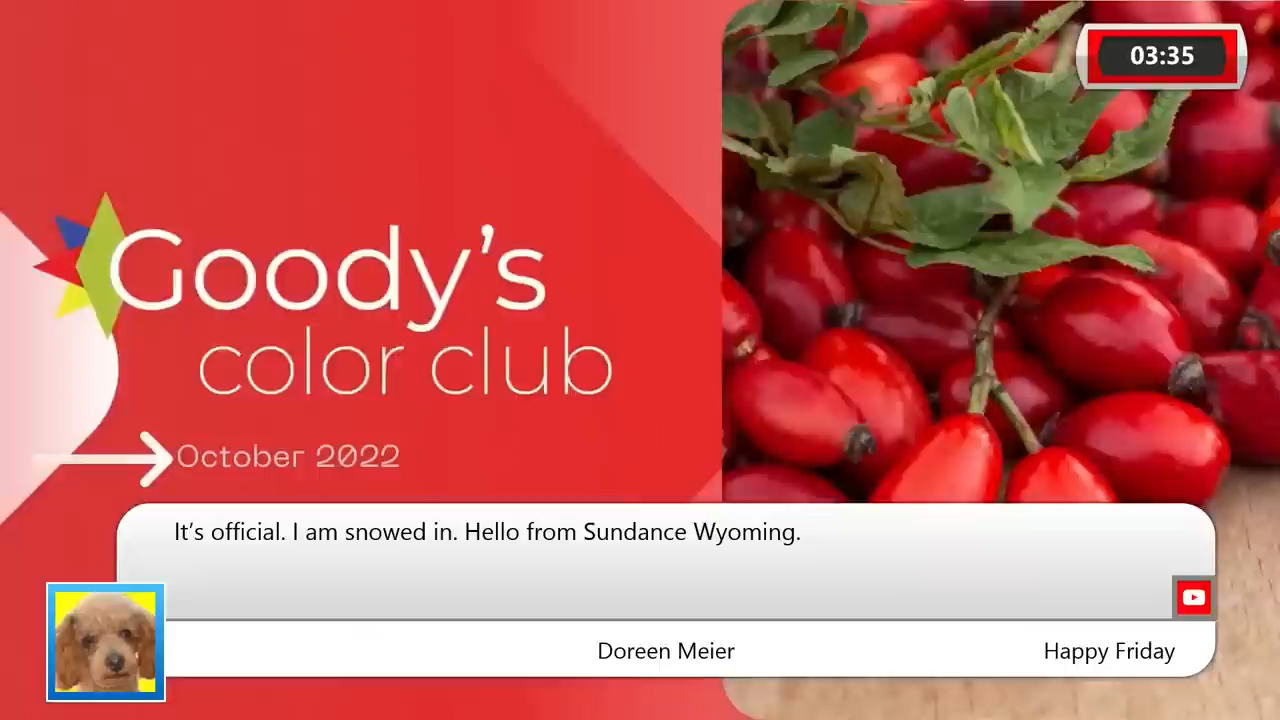 03:35
Goody's
color club
October 2022
It's official. I am snowed in. Hello from Sundance Wyoming.
Doreen Meier
Happy Friday